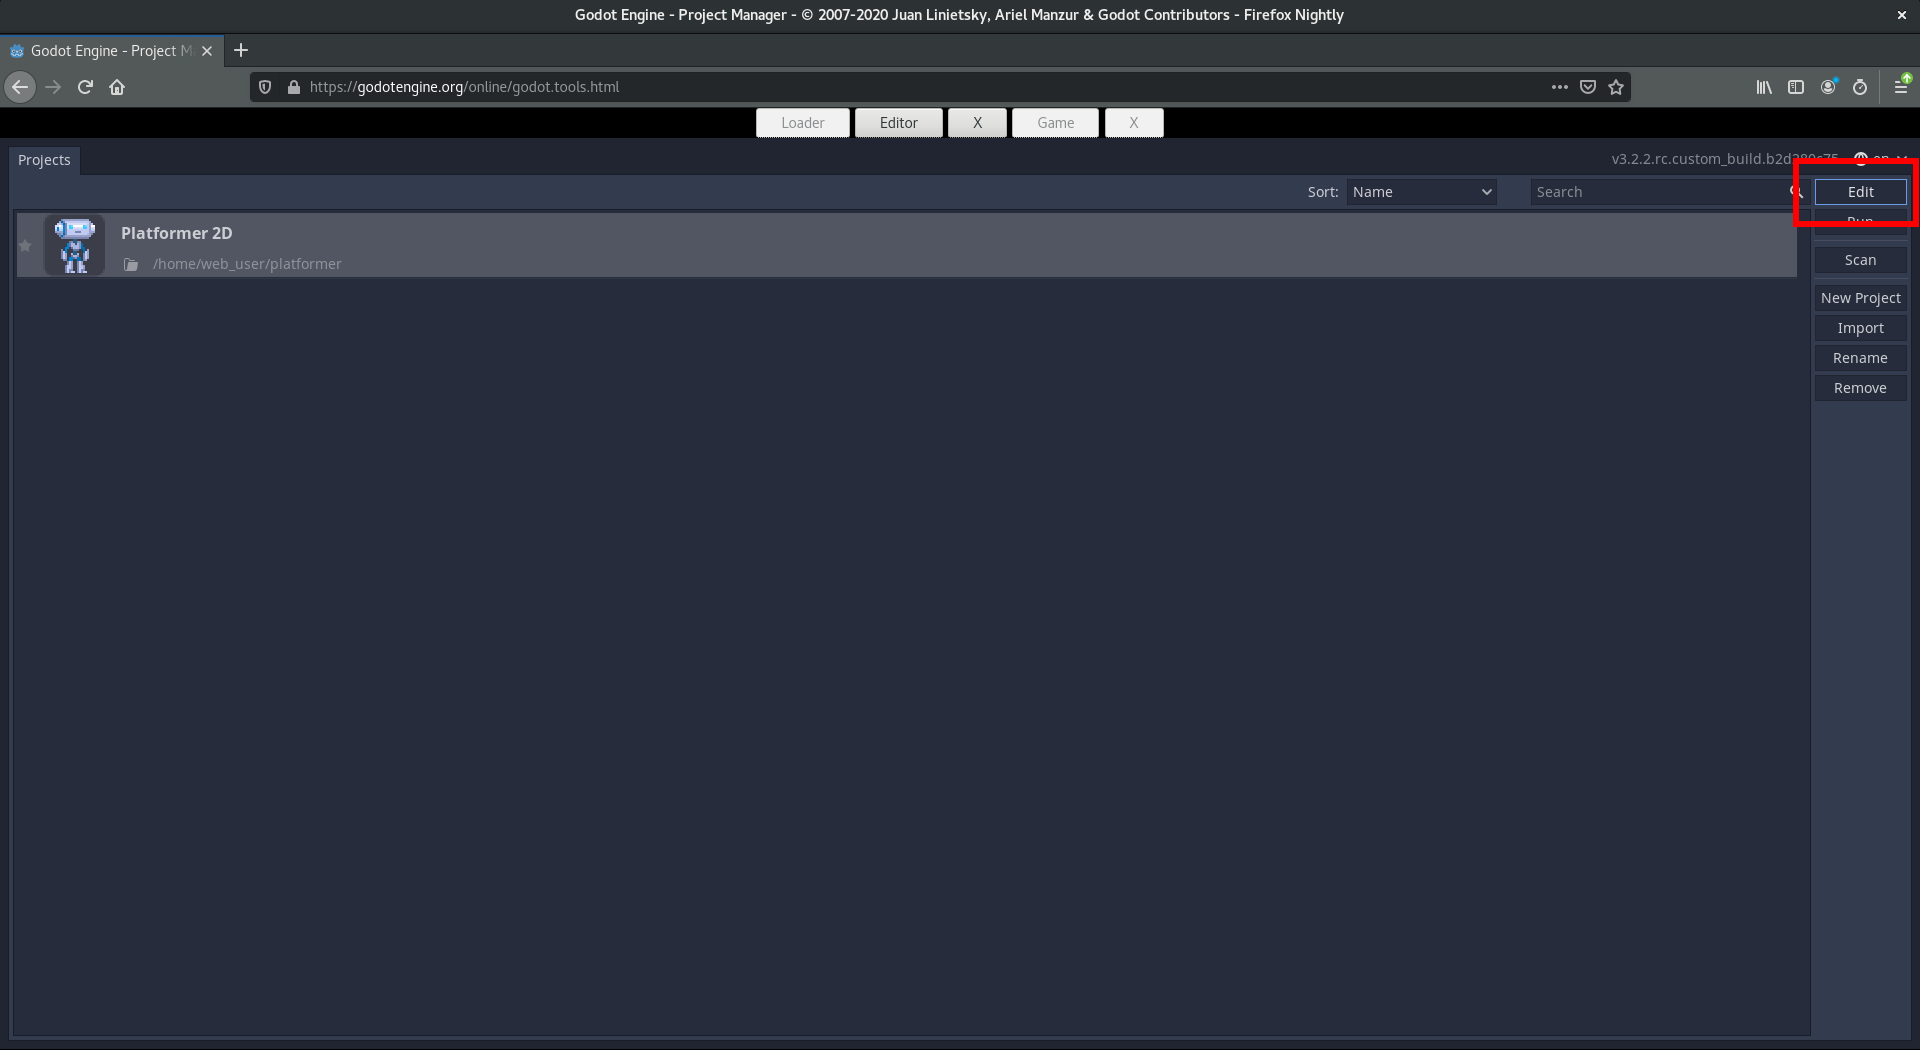 Godot Engine - Project Manager - © 2007-2020 Juan Linietsky, Ariel Manzur & Godot Contributors - Firefox Nightly
Godot Engine - Project M
https://godotengine.org/online/godot.tools.html
Loader Editor X Game X
Projects
v3.2.2.rc.custom_build. en
Sort: Name Search Edit
Run
Platformer 2D
/home/web_user/platformer
Scan
New Project
Import
Rename
Remove